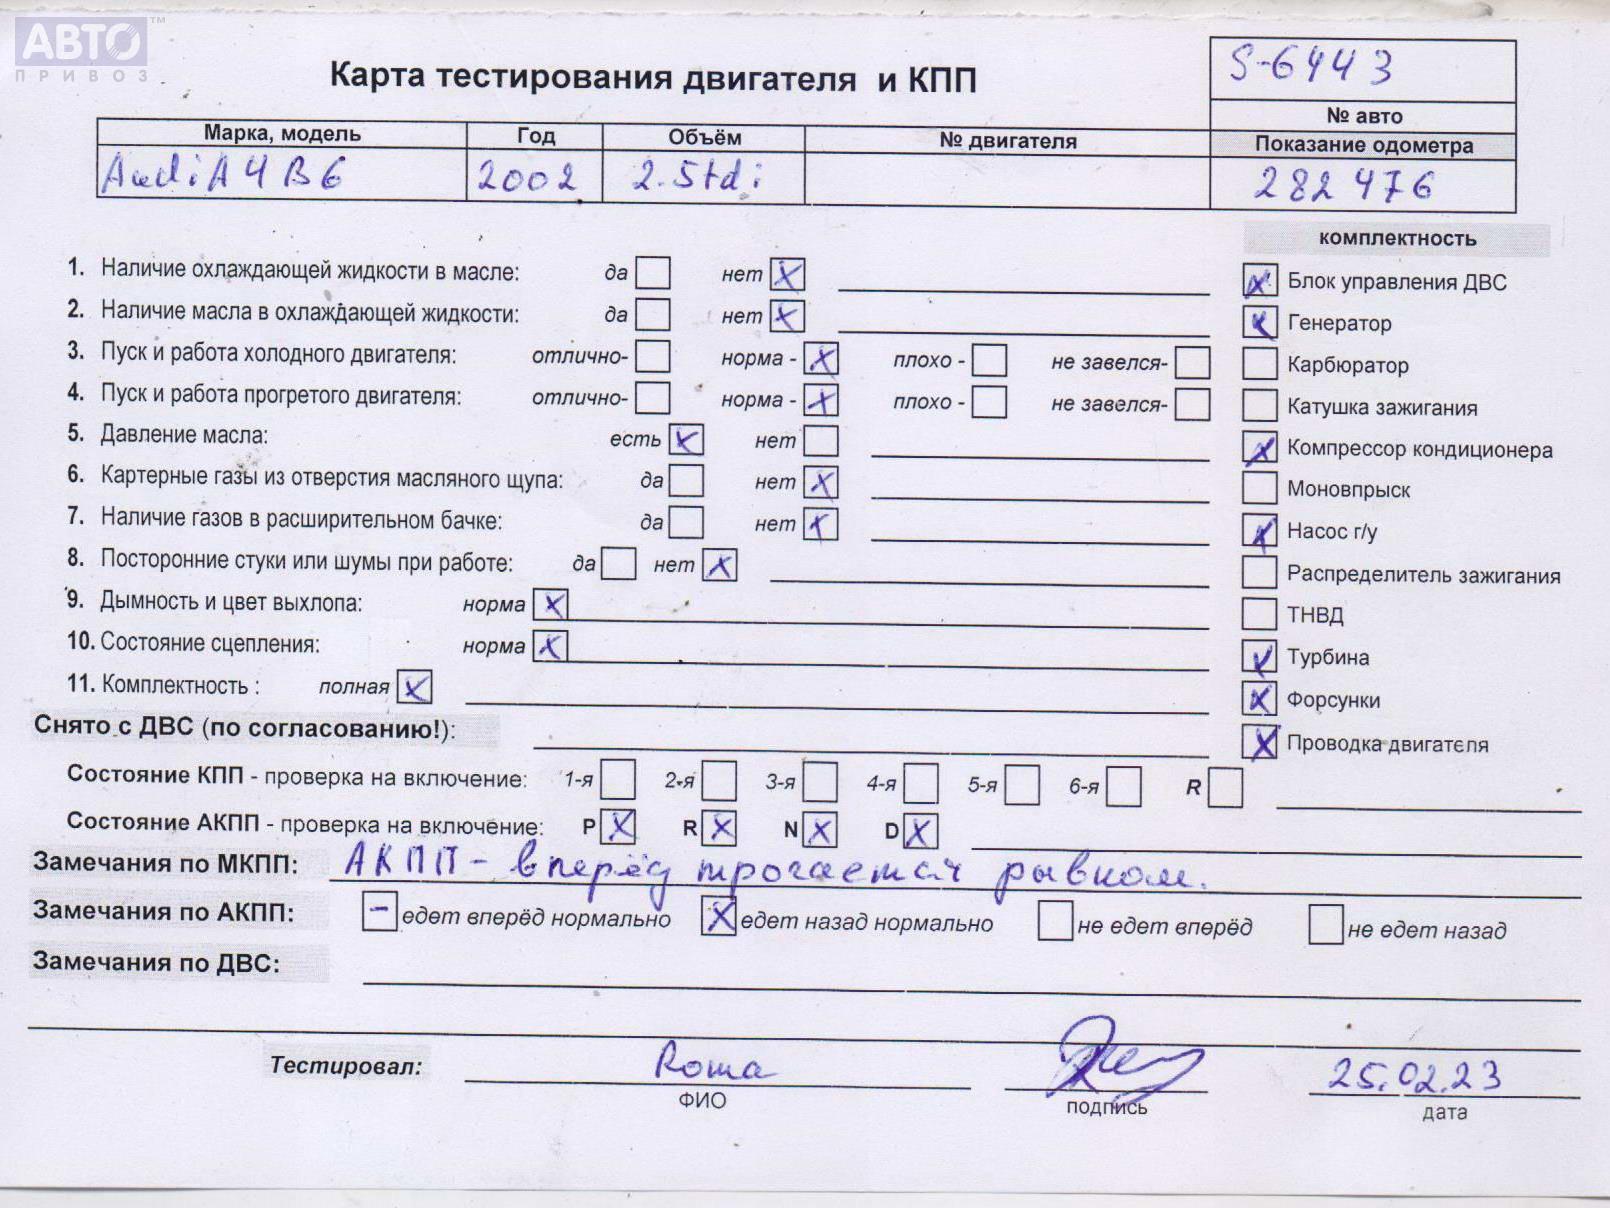 АВТО™
ПРИВОЗ
Карта тестирования двигателя и КПП
S-6443
№ авто
Марка, модель Год Объём № двигателя Показание одометра
Audi A4 B6 2002 2.5tdi 282 476
комплектность
1. Наличие охлаждающей жидкости в масле: да нет X
Блок управления ДВС X
2. Наличие масла в охлаждающей жидкости: да нет X
Генератор X
3. Пуск и работа холодного двигателя: отлично- норма - X плохо - не завелся-
Карбюратор
4. Пуск и работа прогретого двигателя: отлично- норма - X плохо - не завелся-
Катушка зажигания
5. Давление масла: есть X нет
Компрессор кондиционера X
6. Картерные газы из отверстия масляного щупа: да нет X
Моновпрыск
7. Наличие газов в расширительном бачке: да нет X
Насос г/у X
8. Посторонние стуки или шумы при работе: да нет X
Распределитель зажигания
9. Дымность и цвет выхлопа: норма X
ТНВД
10. Состояние сцепления: норма X
Турбина X
11. Комплектность : полная X
Форсунки X
Снято с ДВС (по согласованию!):
Проводка двигателя X
Состояние КПП - проверка на включение: 1-я 2-я 3-я 4-я 5-я 6-я R
Состояние АКПП - проверка на включение: P X R X N X D X
Замечания по МКПП: АКПП - вперёд трогается рывком.
Замечания по АКПП: - едет вперёд нормально X едет назад нормально не едет вперёд не едет назад
Замечания по ДВС:
Тестировал: Рома 25.02.23
ФИО подпись дата